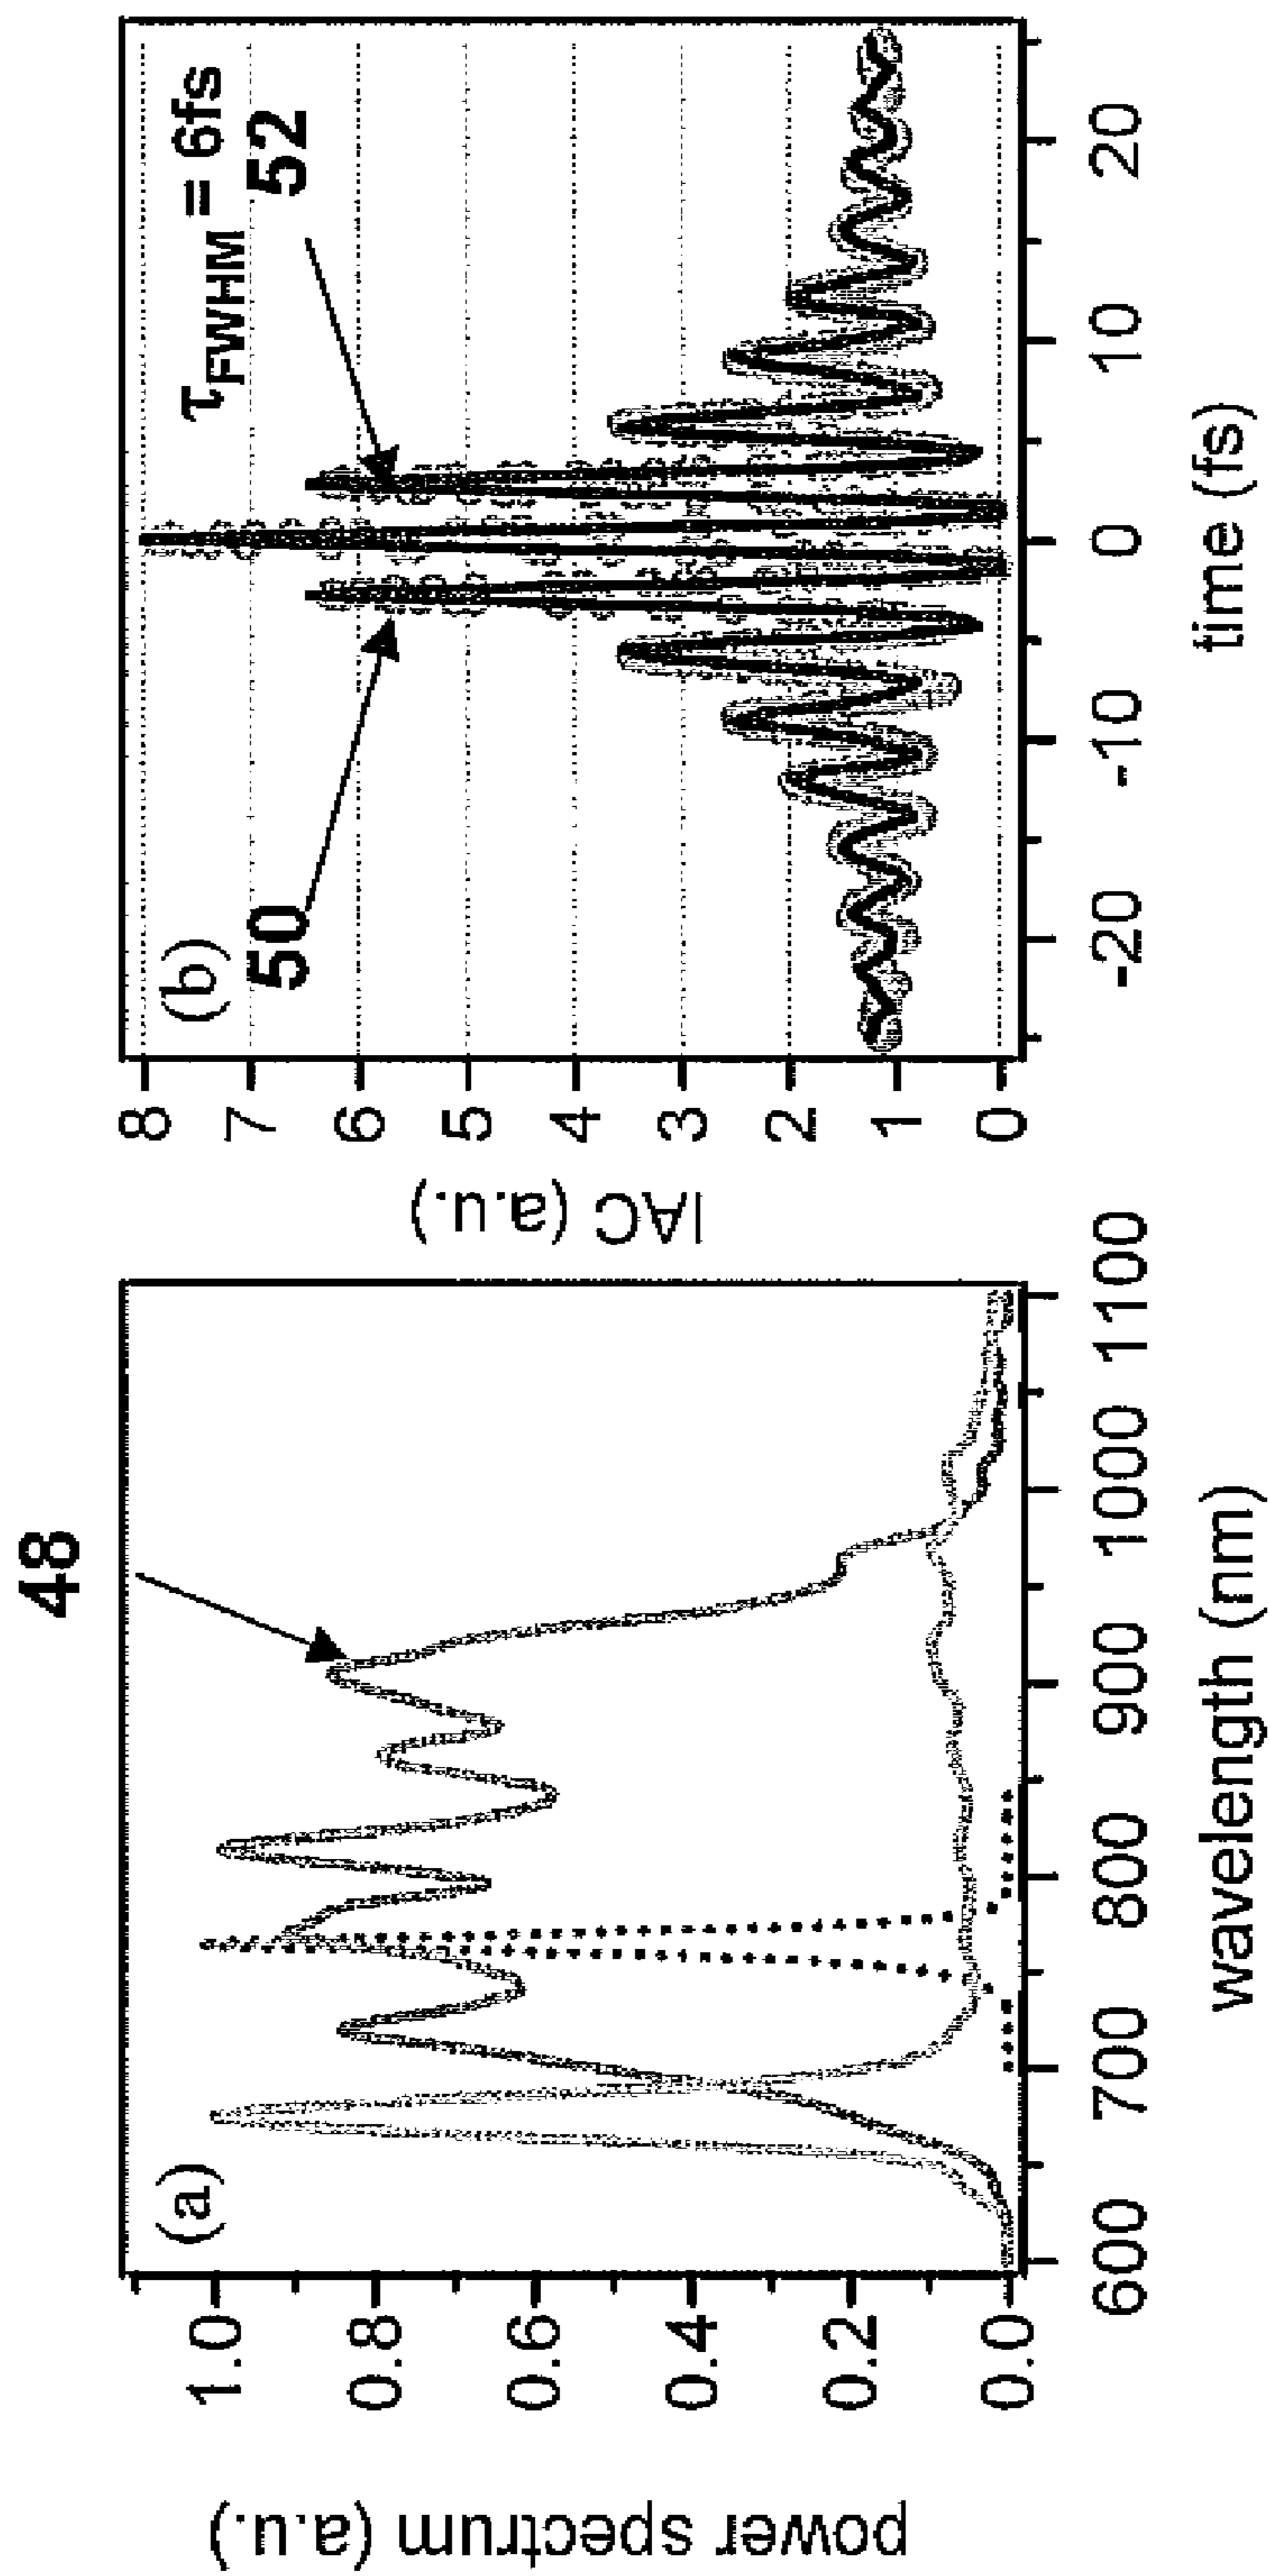 48
(a)
power spectrum (a.u.)
1.0
0.8
0.6
0.4
0.2
0.0
600 700 800 900 1000 1100
wavelength (nm)
(b)
τFWHM = 6fs
50
52
IAC (a.u.)
8
7
6
5
4
3
2
1
0
-20 -10 0 10 20
time (fs)